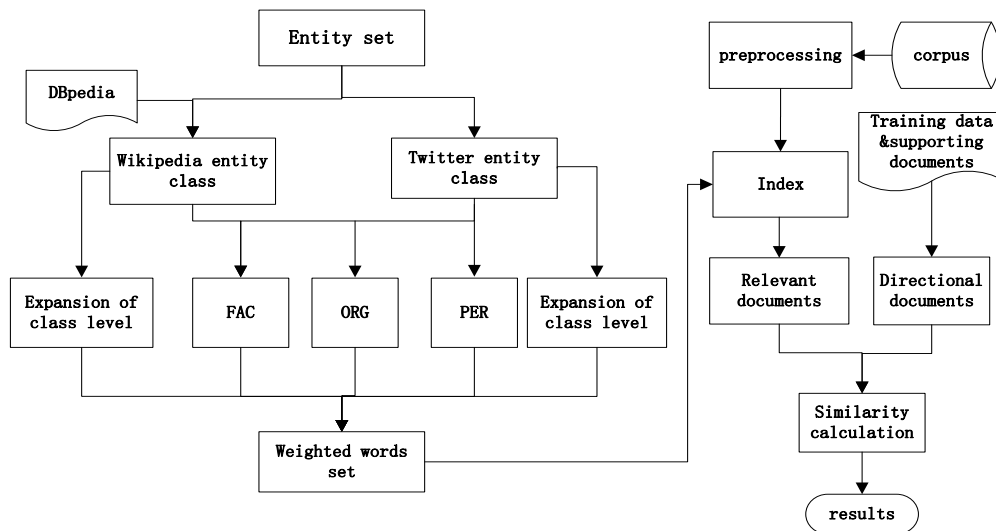 Entity set
DBpedia
Wikipedia entity
class
Twitter entity
class
Expansion of
class level
FAC
ORG
PER
Expansion of
class level
Weighted words
set
preprocessing
corpus
Training data
&supporting
documents
Index
Relevant
documents
Directional
documents
Similarity
calculation
results